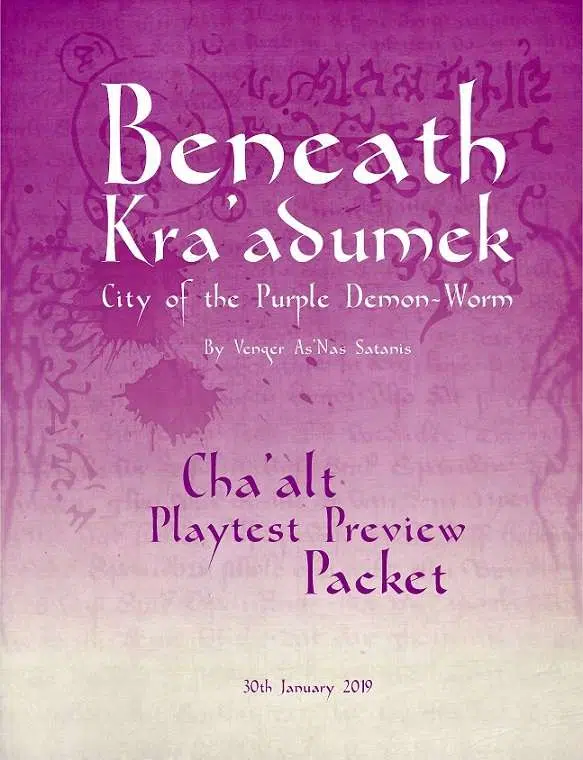 Beneath
Kra'adumek
City of the Purple Demon-Worm
By Venger As'Nas Satanis
Cha'alt
Playtest Preview
Packet
30th January 2019